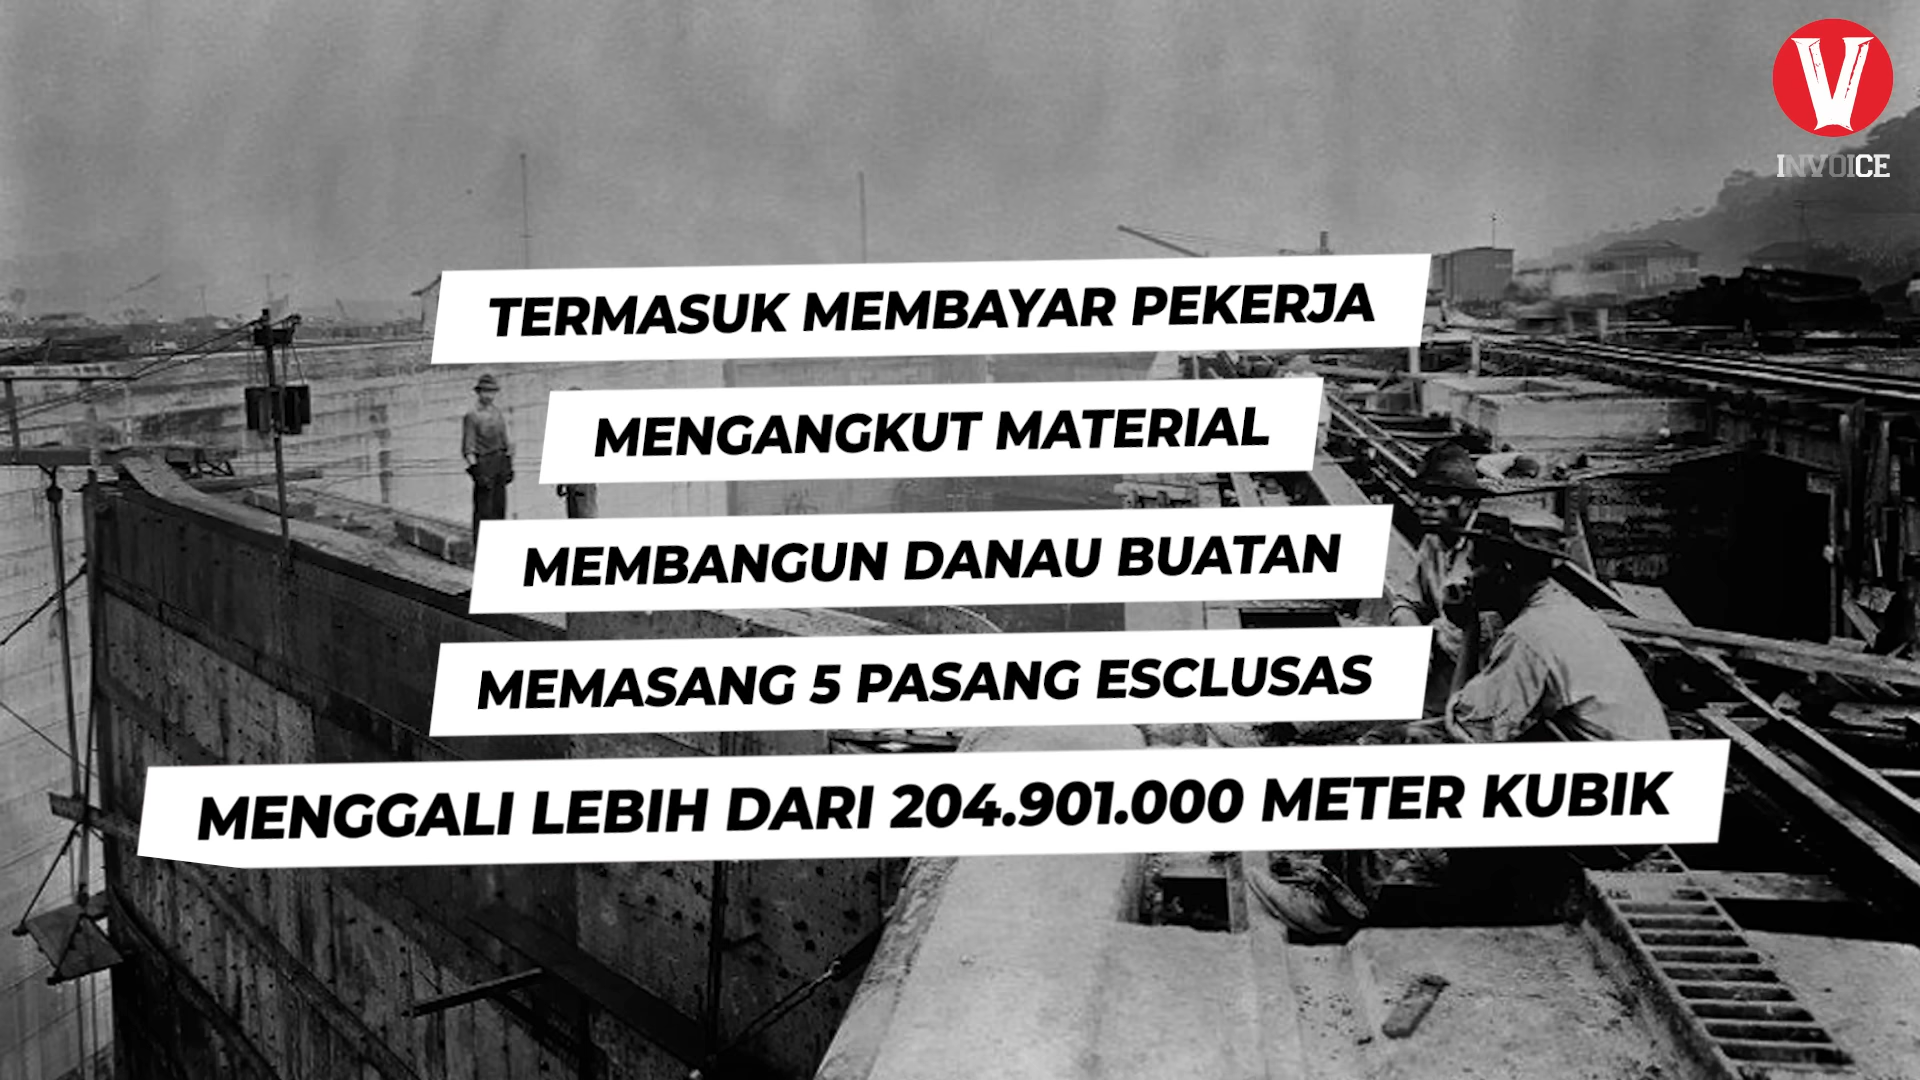 V
INVOICE
TERMASUK MEMBAYAR PEKERJA
MENGANGKUT MATERIAL
MEMBANGUN DANAU BUATAN
MEMASANG 5 PASANG ESCLUSAS
MENGGALI LEBIH DARI 204.901.000 METER KUBIK